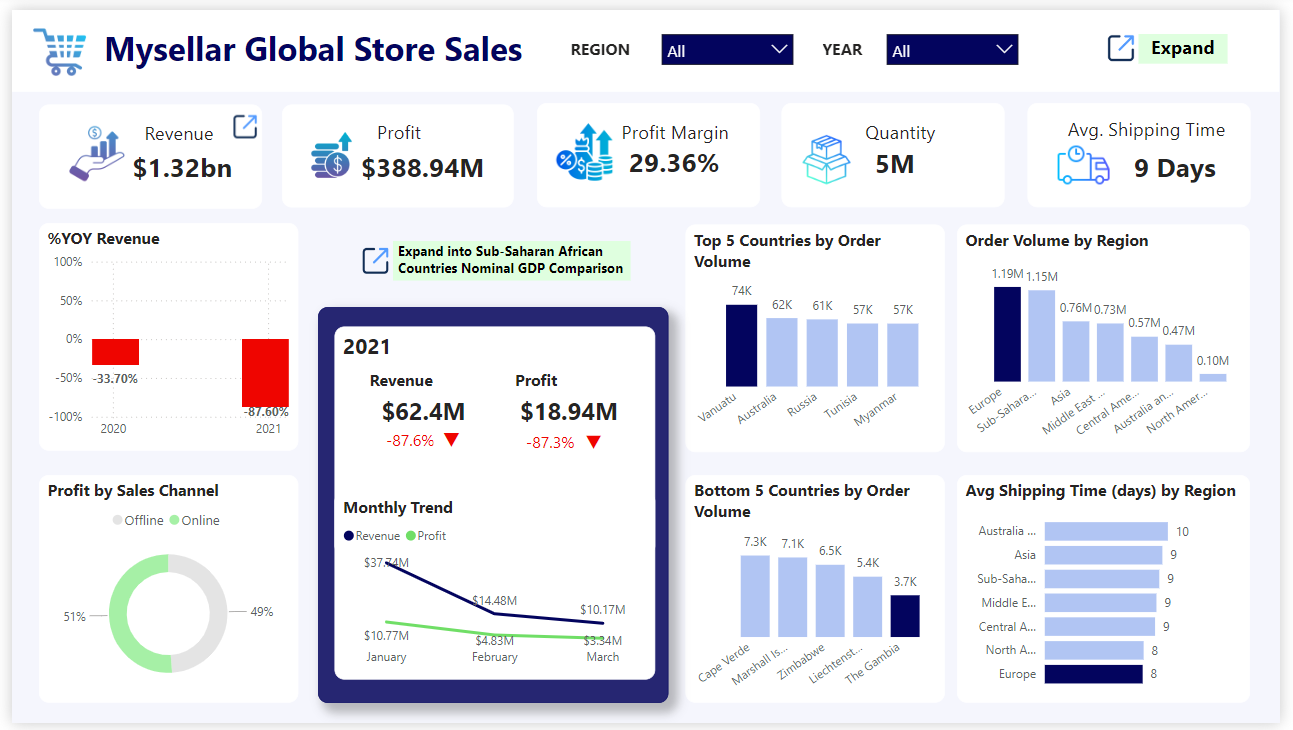 Mysellar Global Store Sales
REGION
All
YEAR
All
Expand
Revenue
$1.32bn
Profit
$388.94M
Profit Margin
29.36%
Quantity
5M
Avg. Shipping Time
9 Days
%YOY Revenue
100%
50%
0%
-50%
-100%
-33.70%
-87.60%
2020
2021
Expand into Sub-Saharan African
Countries Nominal GDP Comparison
2021
Revenue
Profit
$62.4M
$18.94M
-87.6%
-87.3%
Monthly Trend
Revenue
Profit
$37.74M
$14.48M
$10.17M
$10.77M
$4.83M
$3.34M
January
February
March
Top 5 Countries by Order
Volume
74K
62K
61K
57K
57K
Vanuatu
Australia
Russia
Tunisia
Myanmar
Order Volume by Region
1.19M
1.15M
0.76M
0.73M
0.57M
0.47M
0.10M
Europe
Sub-Sahara...
Asia
Middle East ...
Central Ame...
Australia an...
North Amer...
Profit by Sales Channel
Offline
Online
51%
49%
Bottom 5 Countries by Order
Volume
7.3K
7.1K
6.5K
5.4K
3.7K
Cape Verde
Marshall Is...
Zimbabwe
Liechtenst...
The Gambia
Avg Shipping Time (days) by Region
Australia ...
10
Asia
9
Sub-Saha...
9
Middle E...
9
Central A...
9
North A...
8
Europe
8